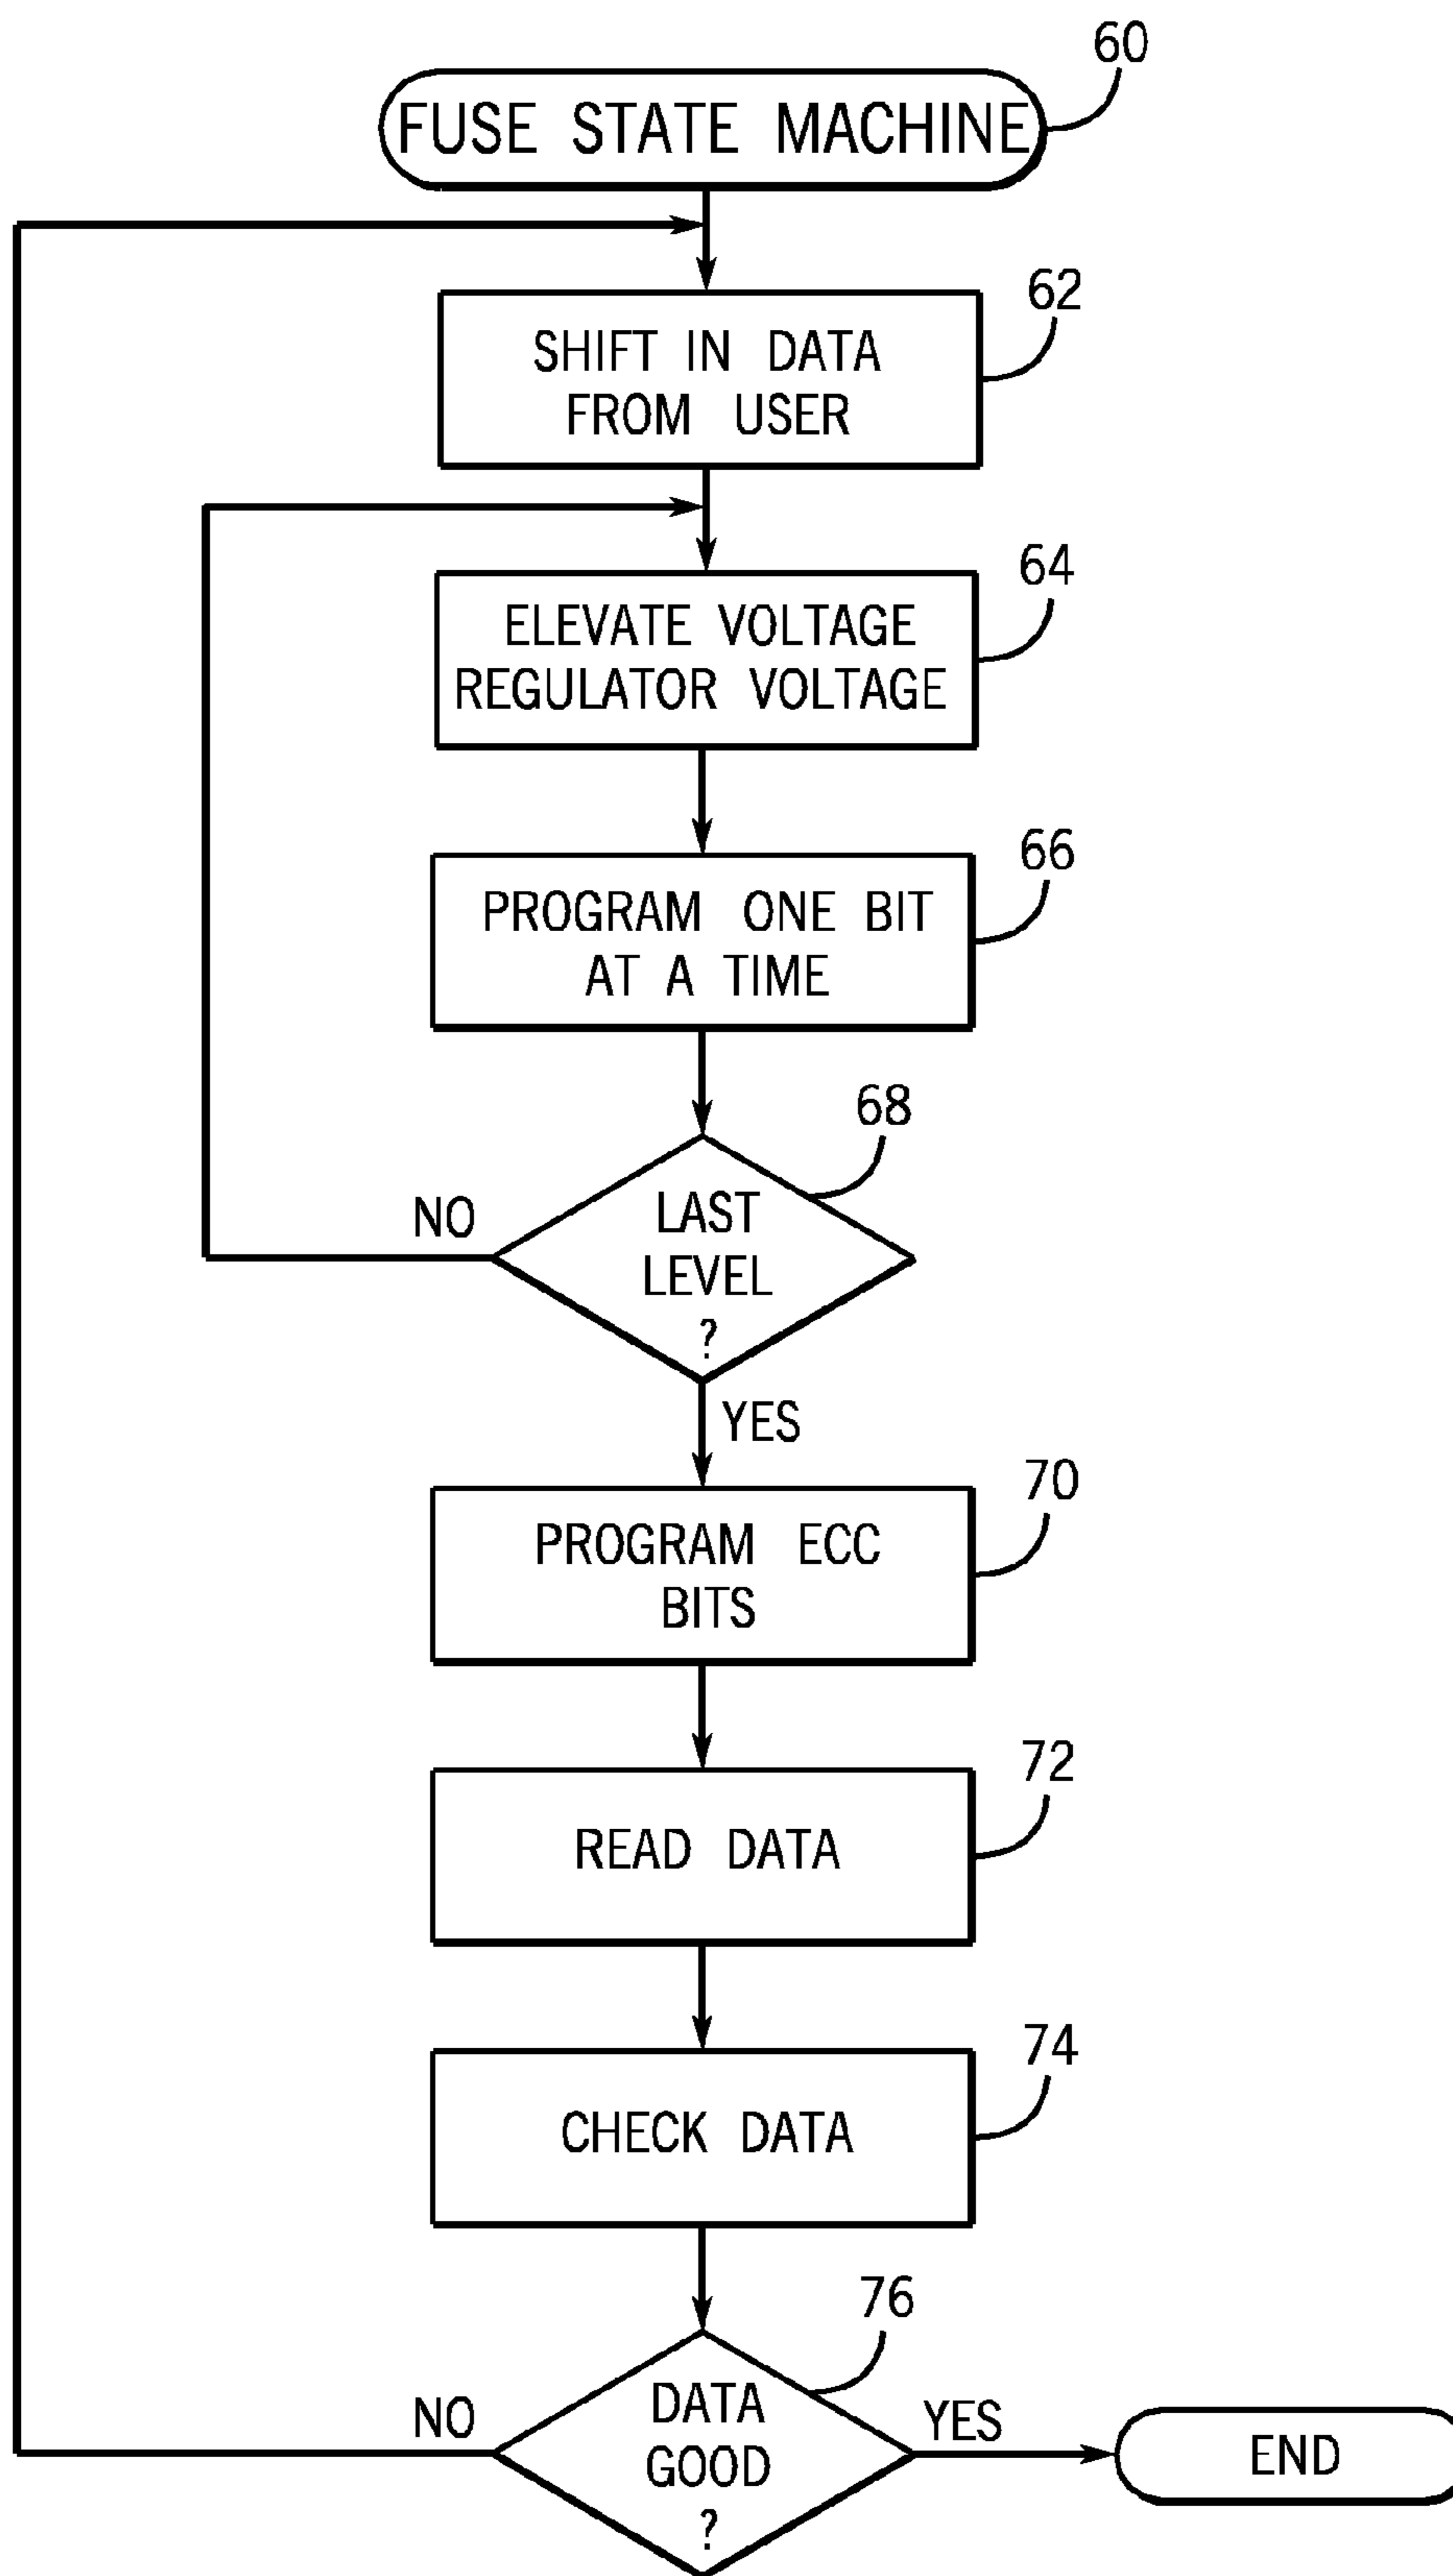 60
FUSE STATE MACHINE
62
SHIFT IN DATA
FROM USER
64
ELEVATE VOLTAGE
REGULATOR VOLTAGE
66
PROGRAM ONE BIT
AT A TIME
68
LAST
LEVEL
?
NO
YES
70
PROGRAM ECC
BITS
72
READ DATA
74
CHECK DATA
76
DATA
GOOD
?
NO
YES
END